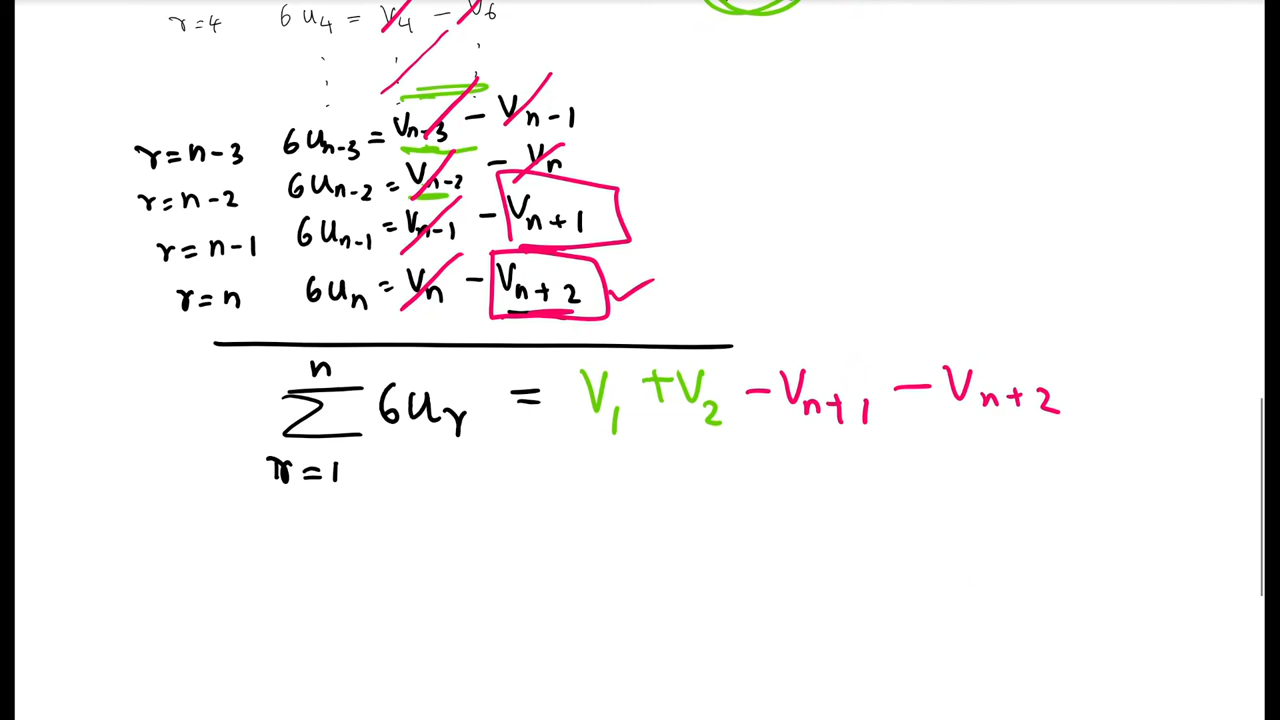 r=4 6u₄ = V₄ - V₆
r=n-3 6uₙ₋₃ = Vₙ₋₃ - Vₙ₋₁
r=n-2 6uₙ₋₂ = Vₙ₋₂ - Vₙ
r=n-1 6uₙ₋₁ = Vₙ₋₁ - Vₙ₊₁
r=n 6uₙ = Vₙ - Vₙ₊₂
n
∑ 6uᵣ = V₁ + V₂ - Vₙ₊₁ - Vₙ₊₂
r=1